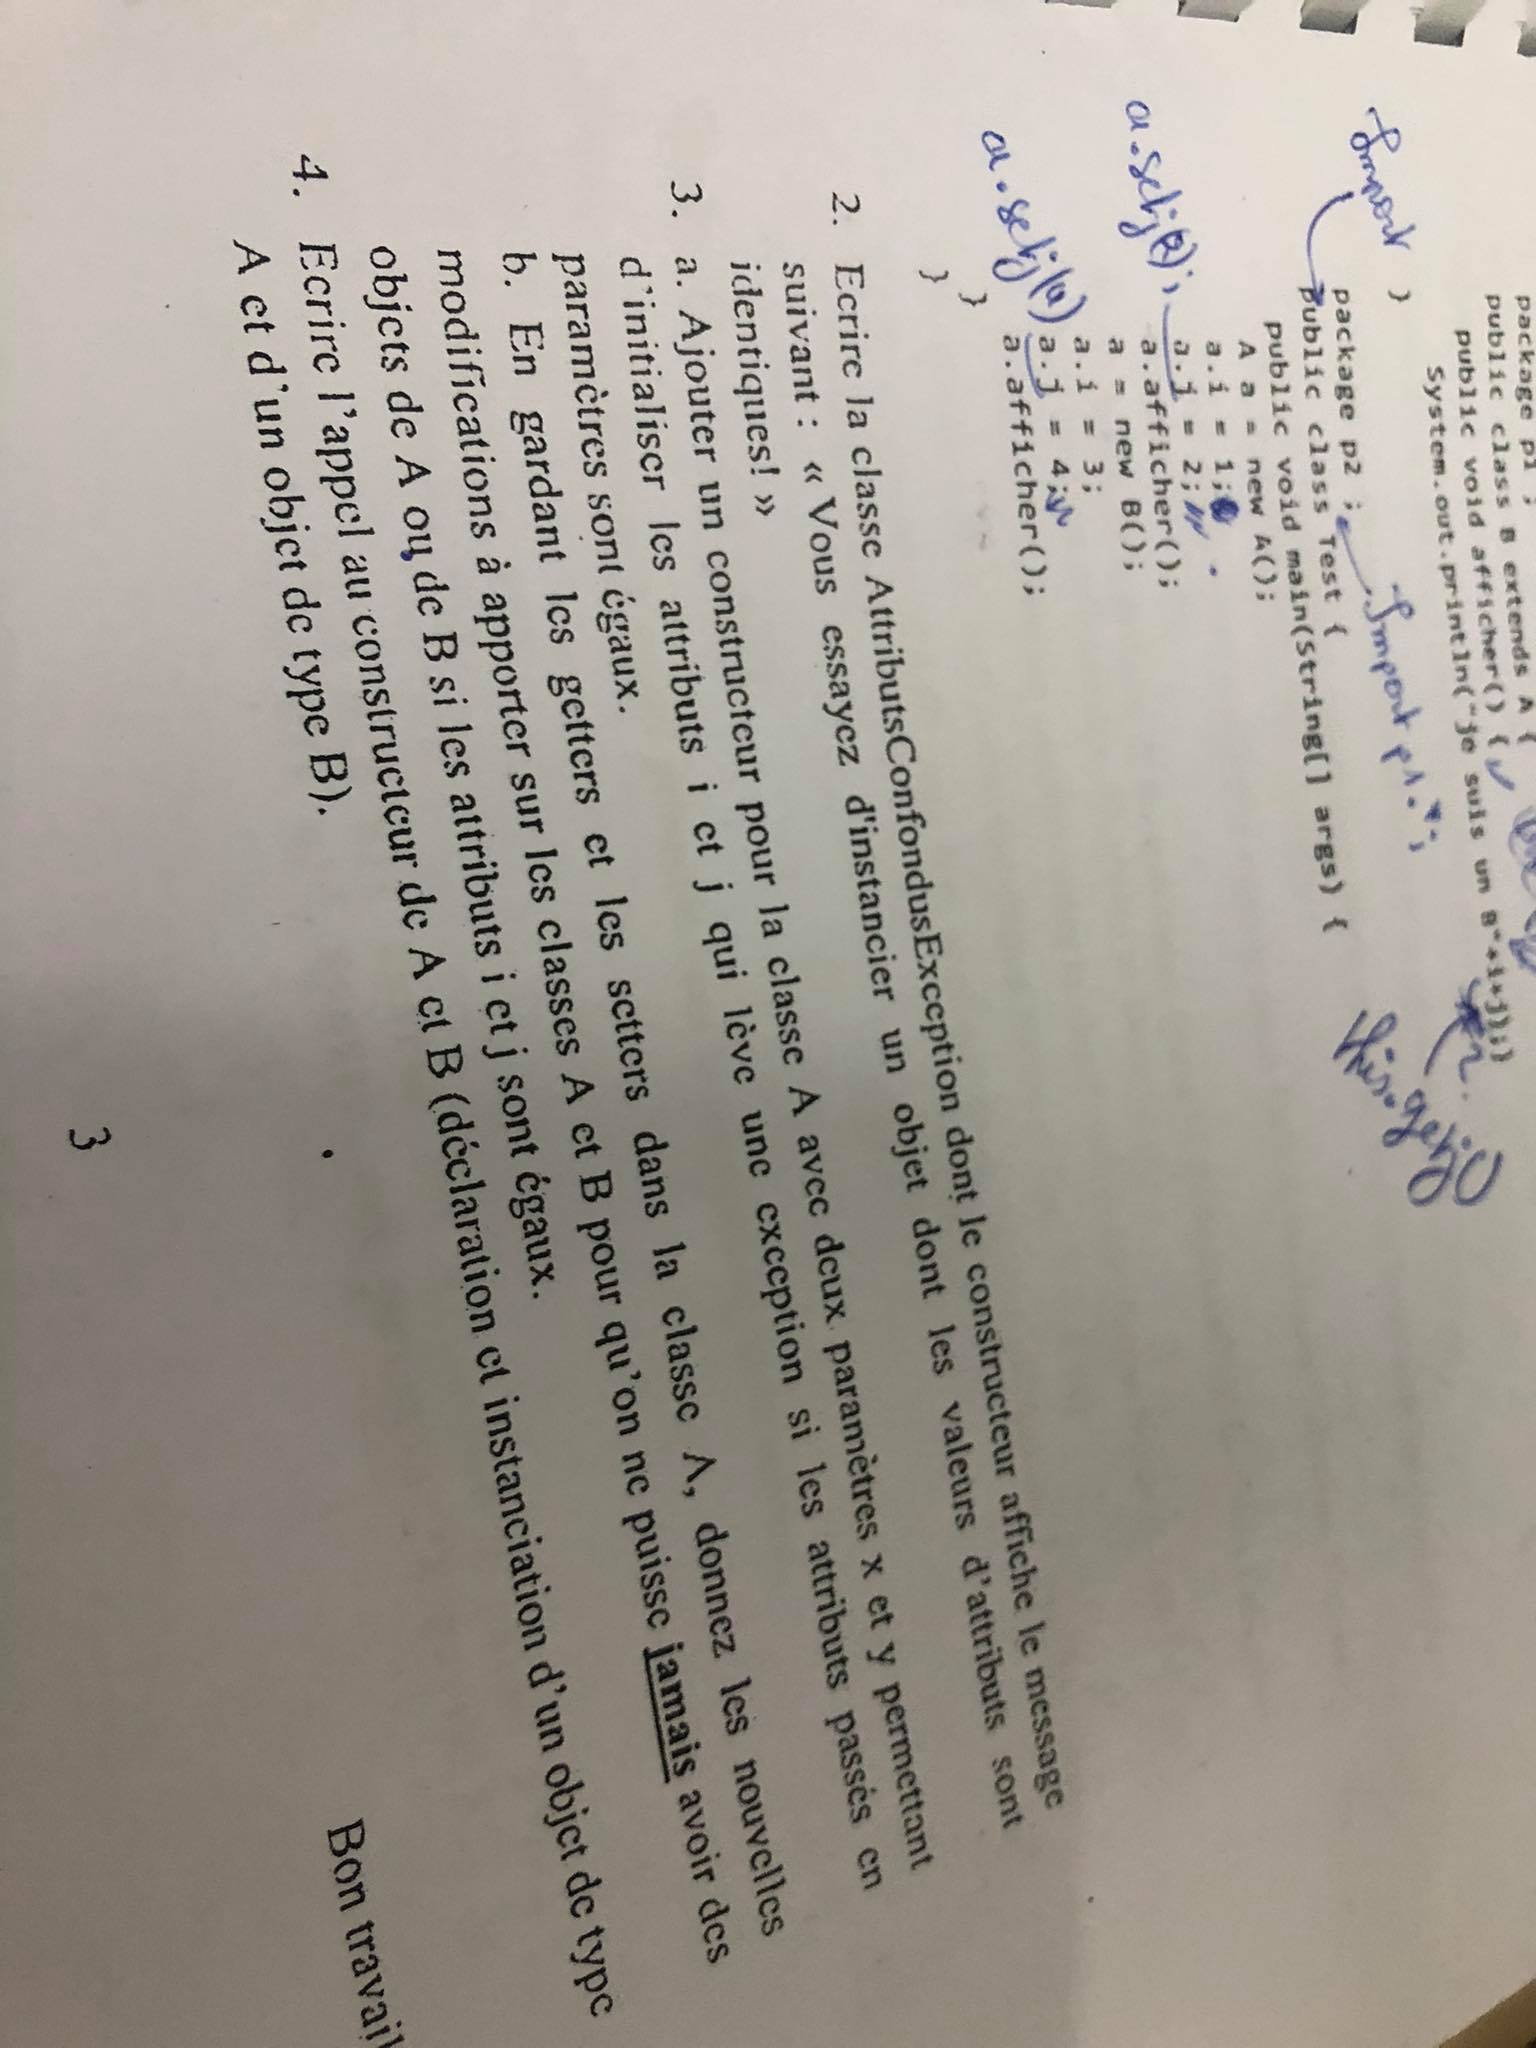 package p1 ;
public class B extends A {
public void afficher() {
System.out.println("je suis un B"+i+j);}
this.getj()
}
Import
Import p1.*;
package p2 ;
public class Test {
public void main(String[] args) {
A a = new A();
a.i = 1;
a.setj(2);
a.j = 2;
a.afficher();
a = new B();
a.i = 3;
a.setj(4)
a.j = 4;
a.afficher();
}
}
2. Ecrire la classe AttributsConfondusException dont le constructeur affiche le message
suivant : « Vous essayez d'instancier un objet dont les valeurs d'attributs sont
identiques! »
3. a. Ajouter un constructeur pour la classe A avec deux paramètres x et y permettant
d'initialiser les attributs i et j qui lève une exception si les attributs passés en
paramètres sont égaux.
b. En gardant les getters et les setters dans la classe A, donnez les nouvelles
modifications à apporter sur les classes A et B pour qu'on ne puisse jamais avoir des
objets de A ou de B si les attributs i et j sont égaux.
4. Ecrire l'appel au constructeur de A et B (déclaration et instanciation d'un objet de type
A et d'un objet de type B).
Bon travail
3